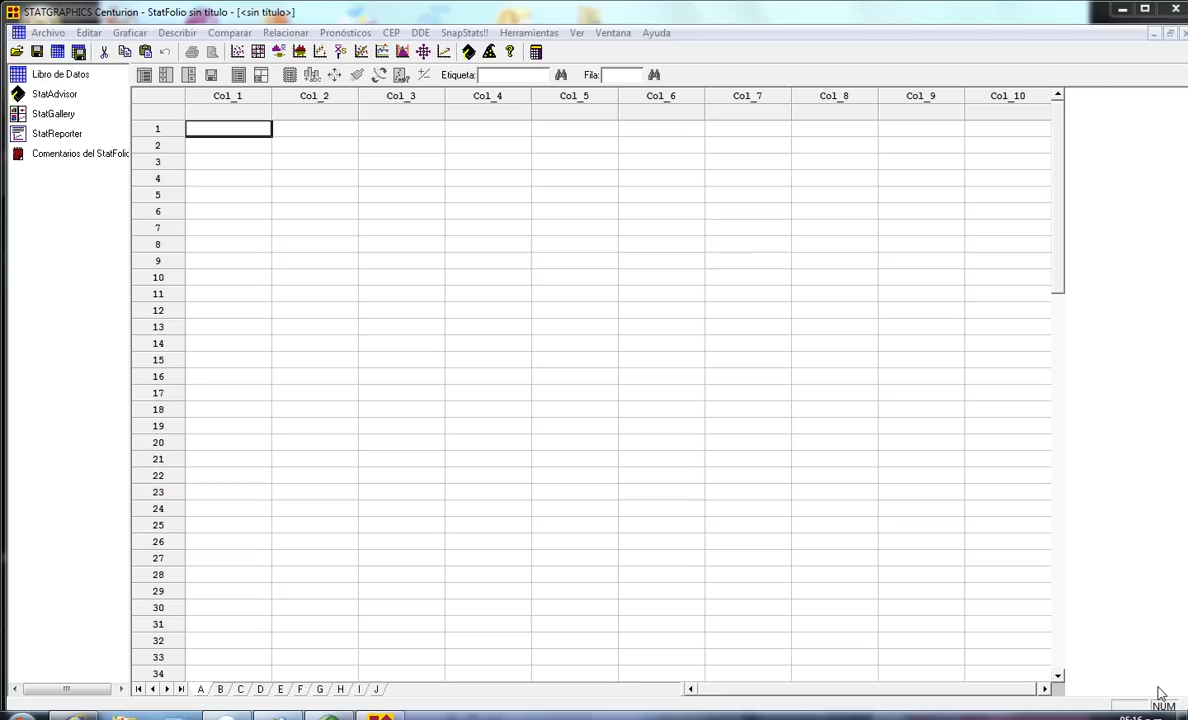 STATGRAPHICS Centurion - StatFolio sin título - [<sin título>]
Archivo Editar Graficar Describir Comparar Relacionar Pronósticos CEP DDE SnapStats!! Herramientas Ver Ventana Ayuda
Etiqueta: Fila:
Libro de Datos
StatAdvisor
StatGallery
StatReporter
Comentarios del StatFolio
Col_1 Col_2 Col_3 Col_4 Col_5 Col_6 Col_7 Col_8 Col_9 Col_10
1
2
3
4
5
6
7
8
9
10
11
12
13
14
15
16
17
18
19
20
21
22
23
24
25
26
27
28
29
30
31
32
33
34
A B C D E F G H I J
NUM
05:16 p.m.